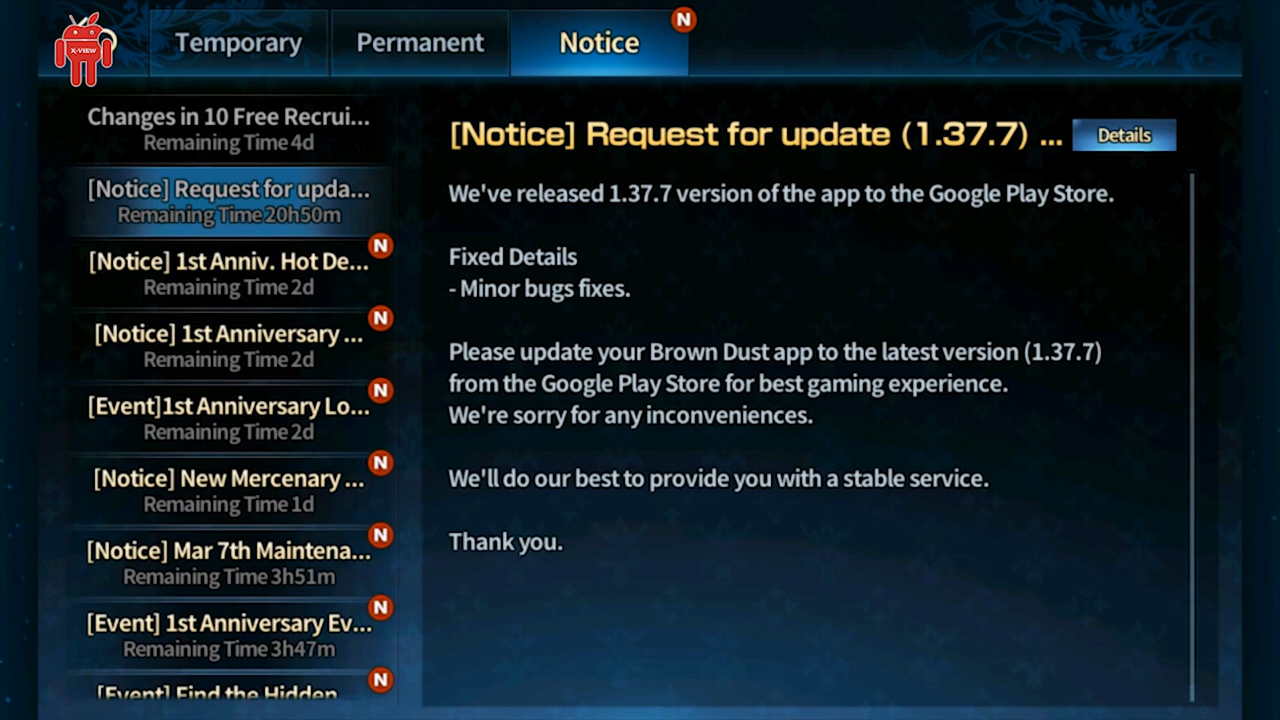 X-VIEW
Temporary
Permanent
Notice
N
Changes in 10 Free Recrui...
Remaining Time 4d
[Notice] Request for upda...
Remaining Time 20h50m
N
[Notice] 1st Anniv. Hot De...
Remaining Time 2d
N
[Notice] 1st Anniversary ...
Remaining Time 2d
N
[Event]1st Anniversary Lo...
Remaining Time 2d
N
[Notice] New Mercenary ...
Remaining Time 1d
N
[Notice] Mar 7th Maintena...
Remaining Time 3h51m
N
[Event] 1st Anniversary Ev...
Remaining Time 3h47m
N
[Event] Find the Hidden
[Notice] Request for update (1.37.7) ...
Details
We've released 1.37.7 version of the app to the Google Play Store.
Fixed Details
- Minor bugs fixes.
Please update your Brown Dust app to the latest version (1.37.7)
from the Google Play Store for best gaming experience.
We're sorry for any inconveniences.
We'll do our best to provide you with a stable service.
Thank you.